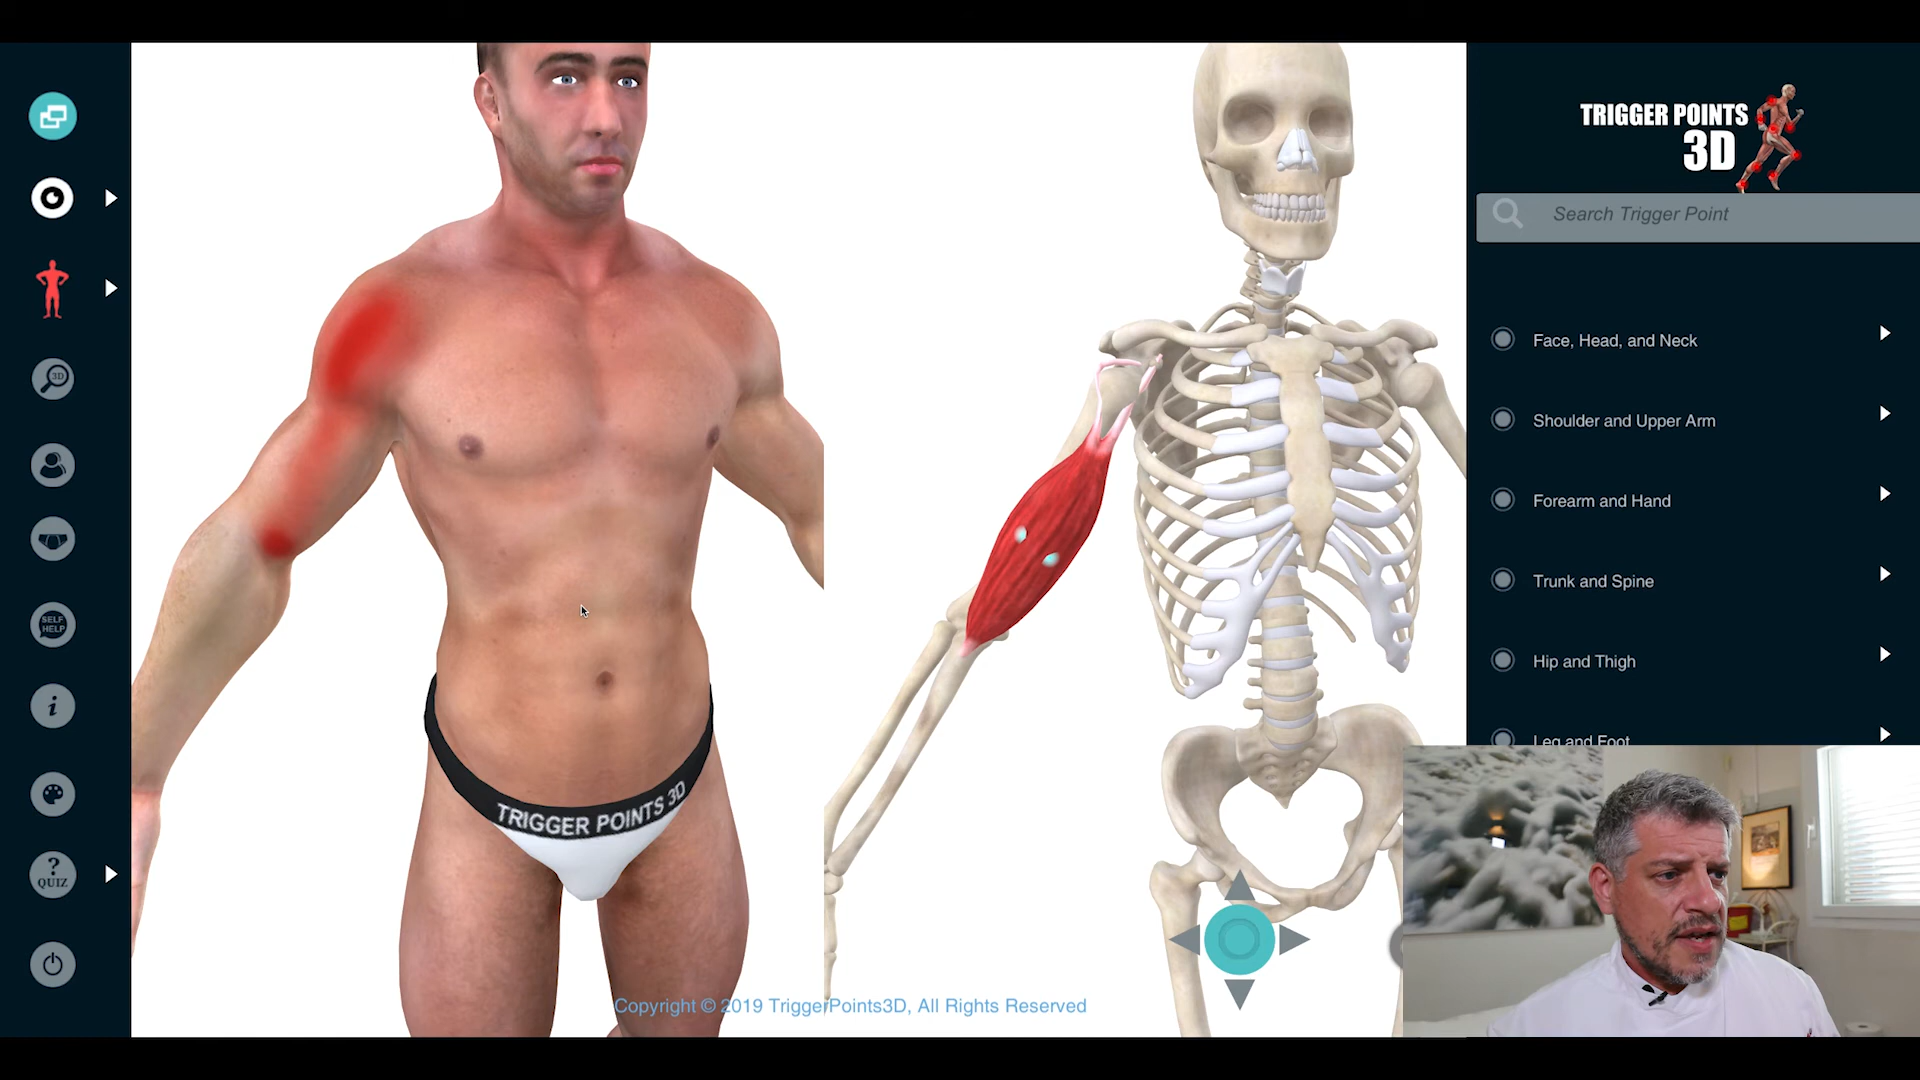 TRIGGER POINTS
3D
Search Trigger Point
3D
Face, Head, and Neck
Shoulder and Upper Arm
Forearm and Hand
SELF
HELP
Trunk and Spine
Hip and Thigh
i
Leg and Foot
TRIGGER POINTS 3D
?
QUIZ
Copyright © 2019 TriggerPoints3D, All Rights Reserved